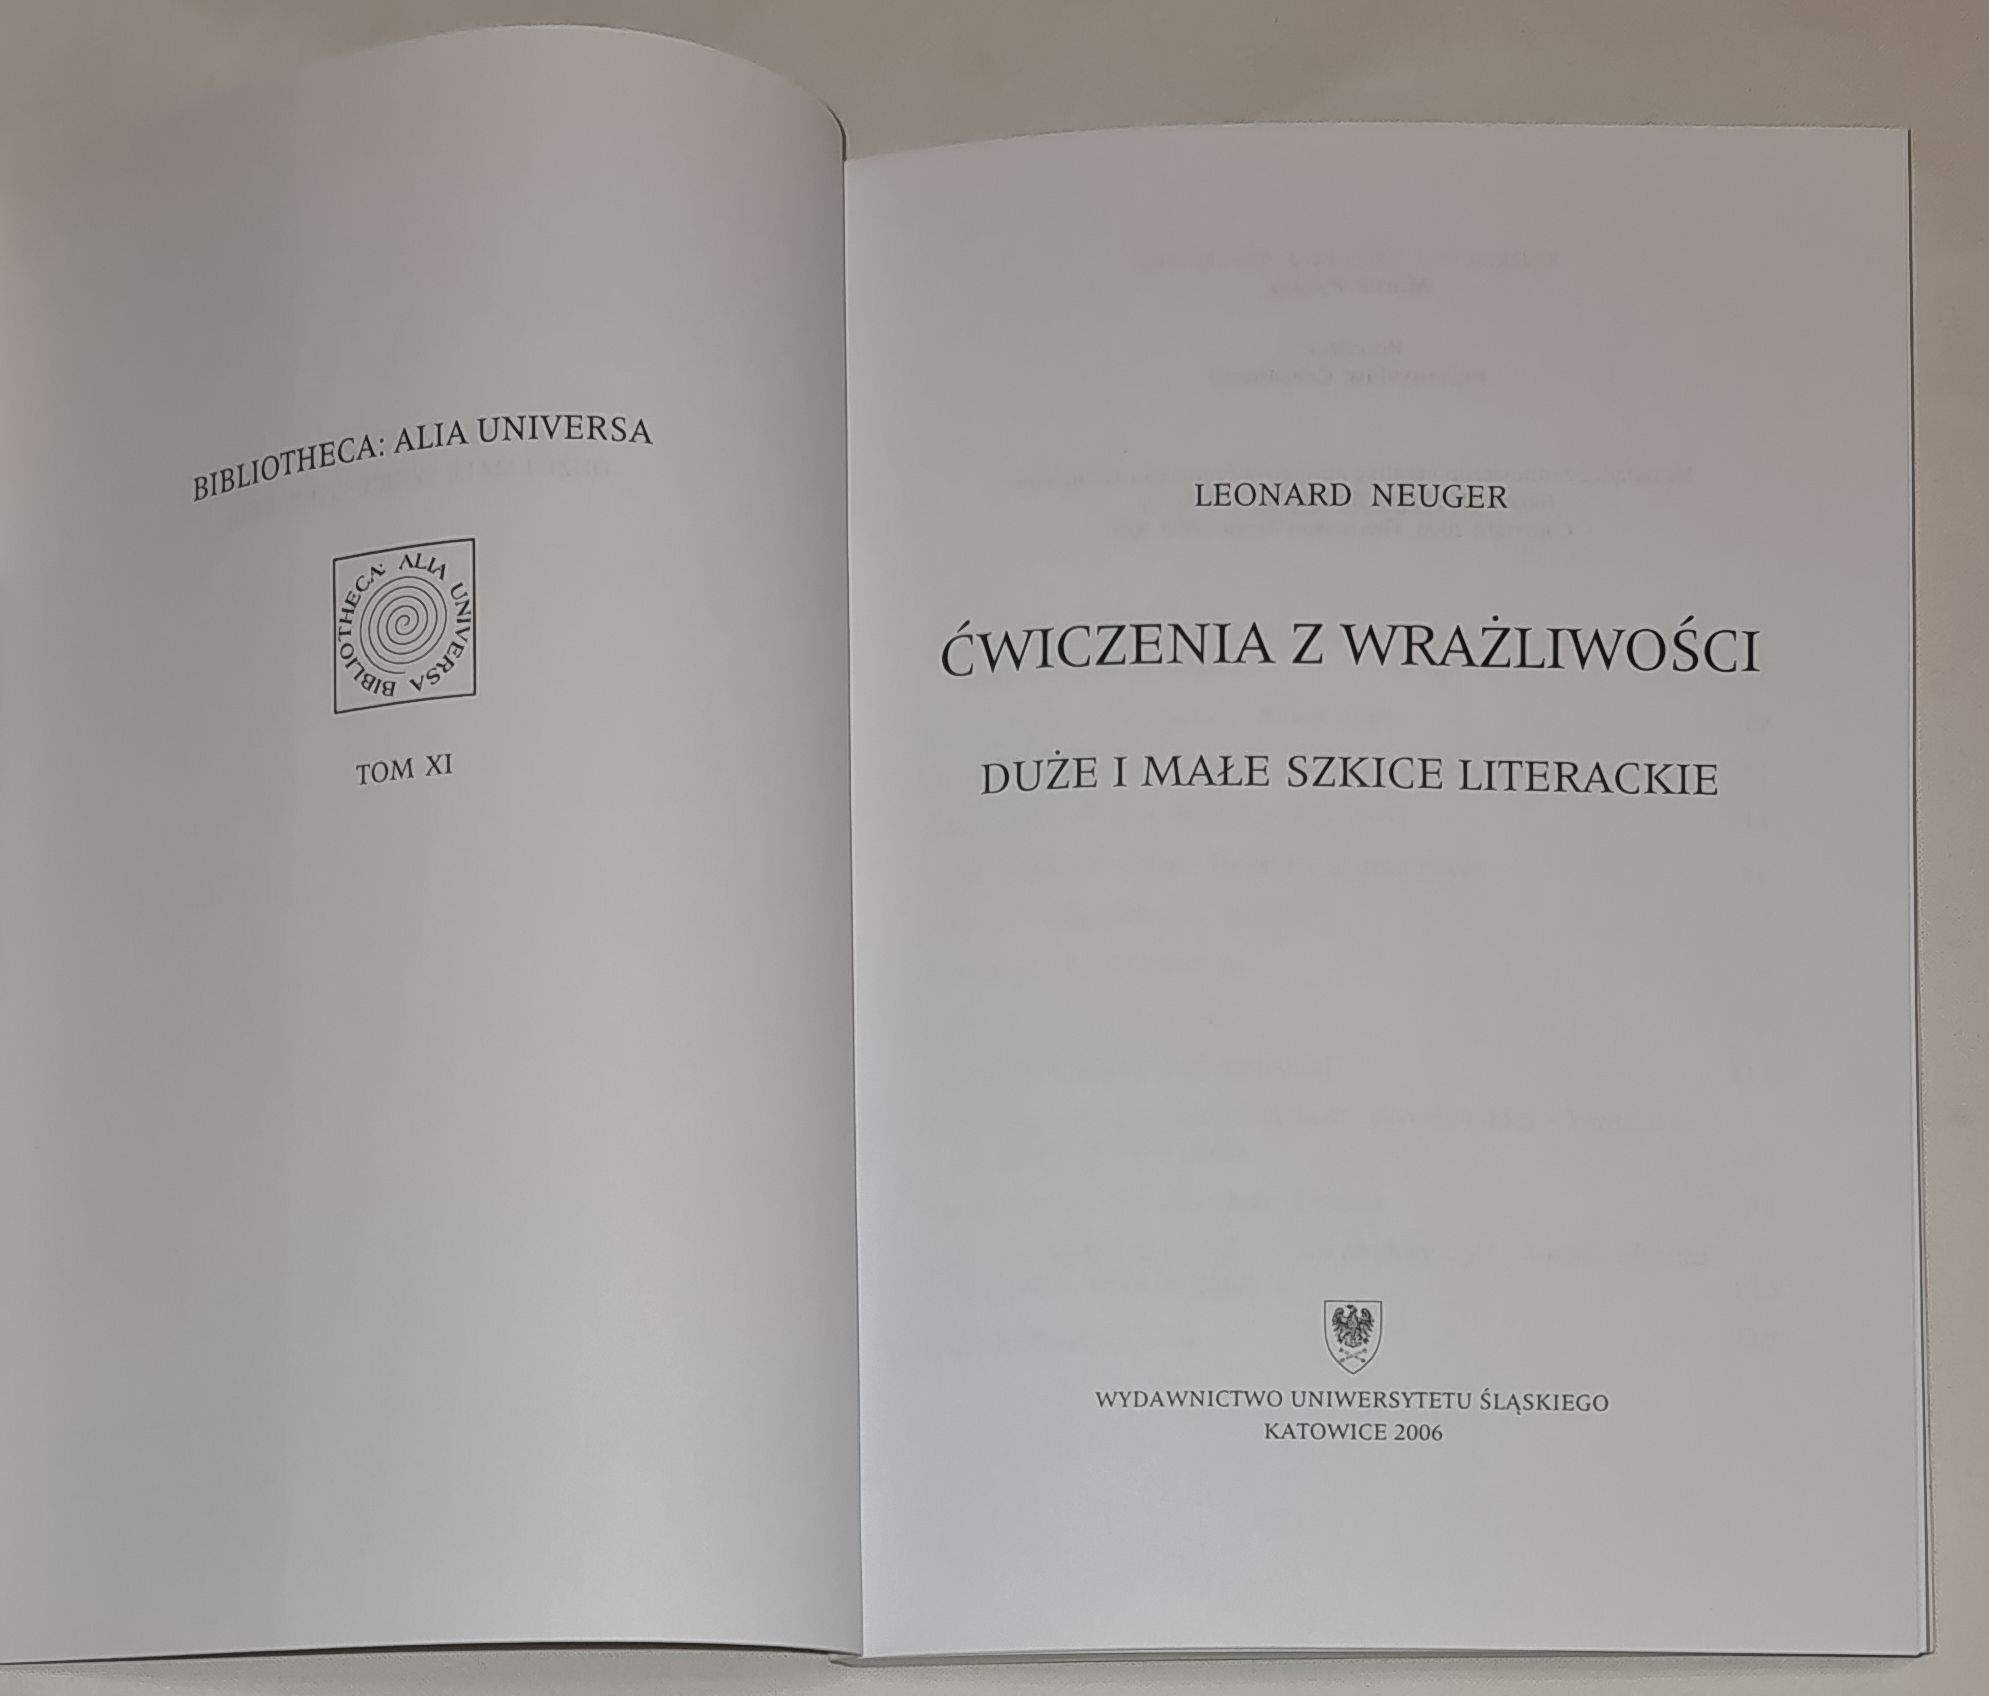 BIBLIOTHECA: ALIA UNIVERSA
BIBLIOTHECA: ALIA UNIVERSA
TOM XI
LEONARD NEUGER
ĆWICZENIA Z WRAŻLIWOŚCI
DUŻE I MAŁE SZKICE LITERACKIE
WYDAWNICTWO UNIWERSYTETU ŚLĄSKIEGO
KATOWICE 2006